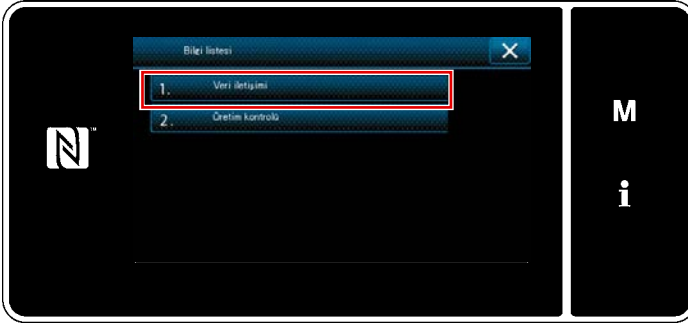 Bilgi listesi
1. Veri iletişimi
2. Üretim kontrolü
M
i